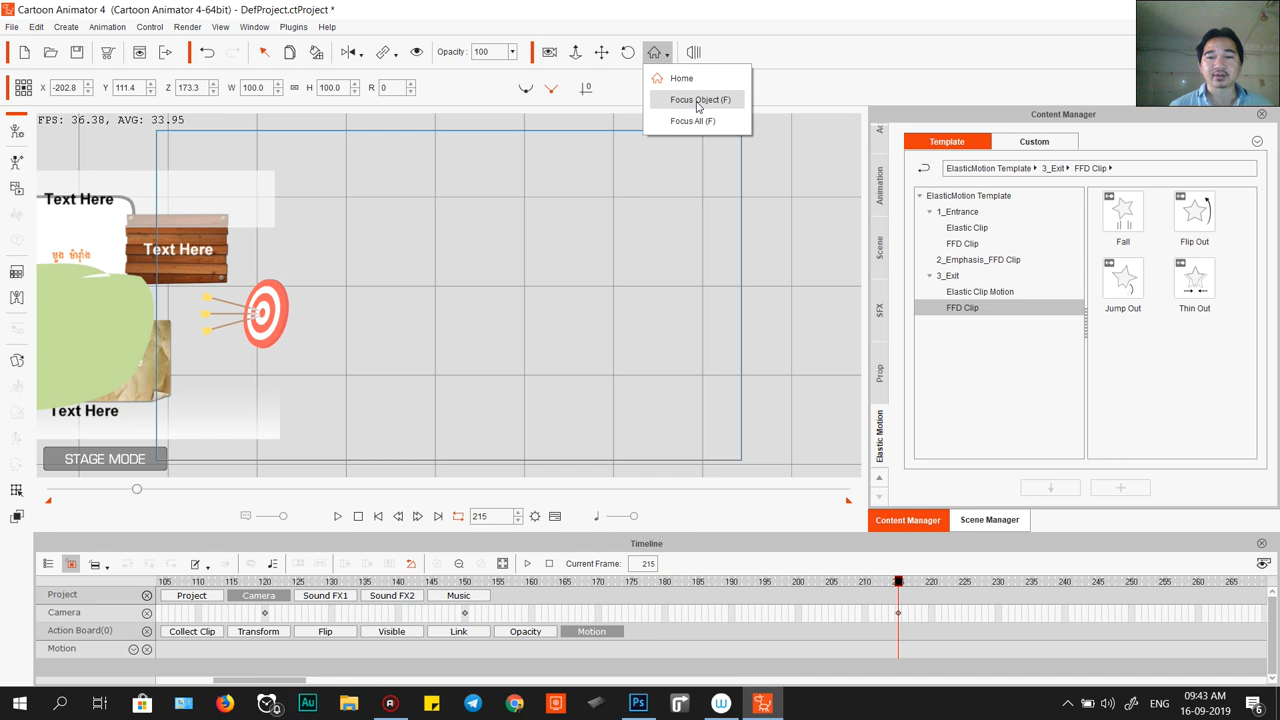 Cartoon Animator 4 (Cartoon Animator 4-64bit) - DefProject.ctProject *
File Edit Create Animation Control Render View Window Plugins Help
Opacity : 100
X -202.8 Y 111.4 Z 173.3 W 100.0 H 100.0 R 0
Home
Focus Object (F)
Focus All (F)
FPS: 36.38, AVG: 33.95
Text Here
Text Here
មួង ម៉ារ៉ាំង
Text Here
STAGE MODE
215
Content Manager
Template Custom
ElasticMotion Template 3_Exit FFD Clip
ElasticMotion Template
1_Entrance
Elastic Clip
FFD Clip
2_Emphasis_FFD Clip
3_Exit
Elastic Clip Motion
FFD Clip
Fall Flip Out
Jump Out Thin Out
Animation
Scene
SFX
Prop
Elastic Motion
Content Manager Scene Manager
Timeline
Current Frame: 215
105 110 115 120 125 130 135 140 145 150 155 160 165 170 175 180 185 190 195 200 205 220 225 230 235 240 245 250 255 260 265
Project Project Camera Sound FX1 Sound FX2 Music
Camera
Action Board(0) Collect Clip Transform Flip Visible Link Opacity Motion
Motion
ENG
09:43 AM
16-09-2019
6